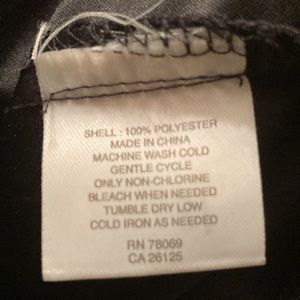 SHELL : 100% POLYESTER
MADE IN CHINA
MACHINE WASH COLD
GENTLE CYCLE
ONLY NON-CHLORINE
BLEACH WHEN NEEDED
TUMBLE DRY LOW
COLD IRON AS NEEDED
RN 78069
CA 26125